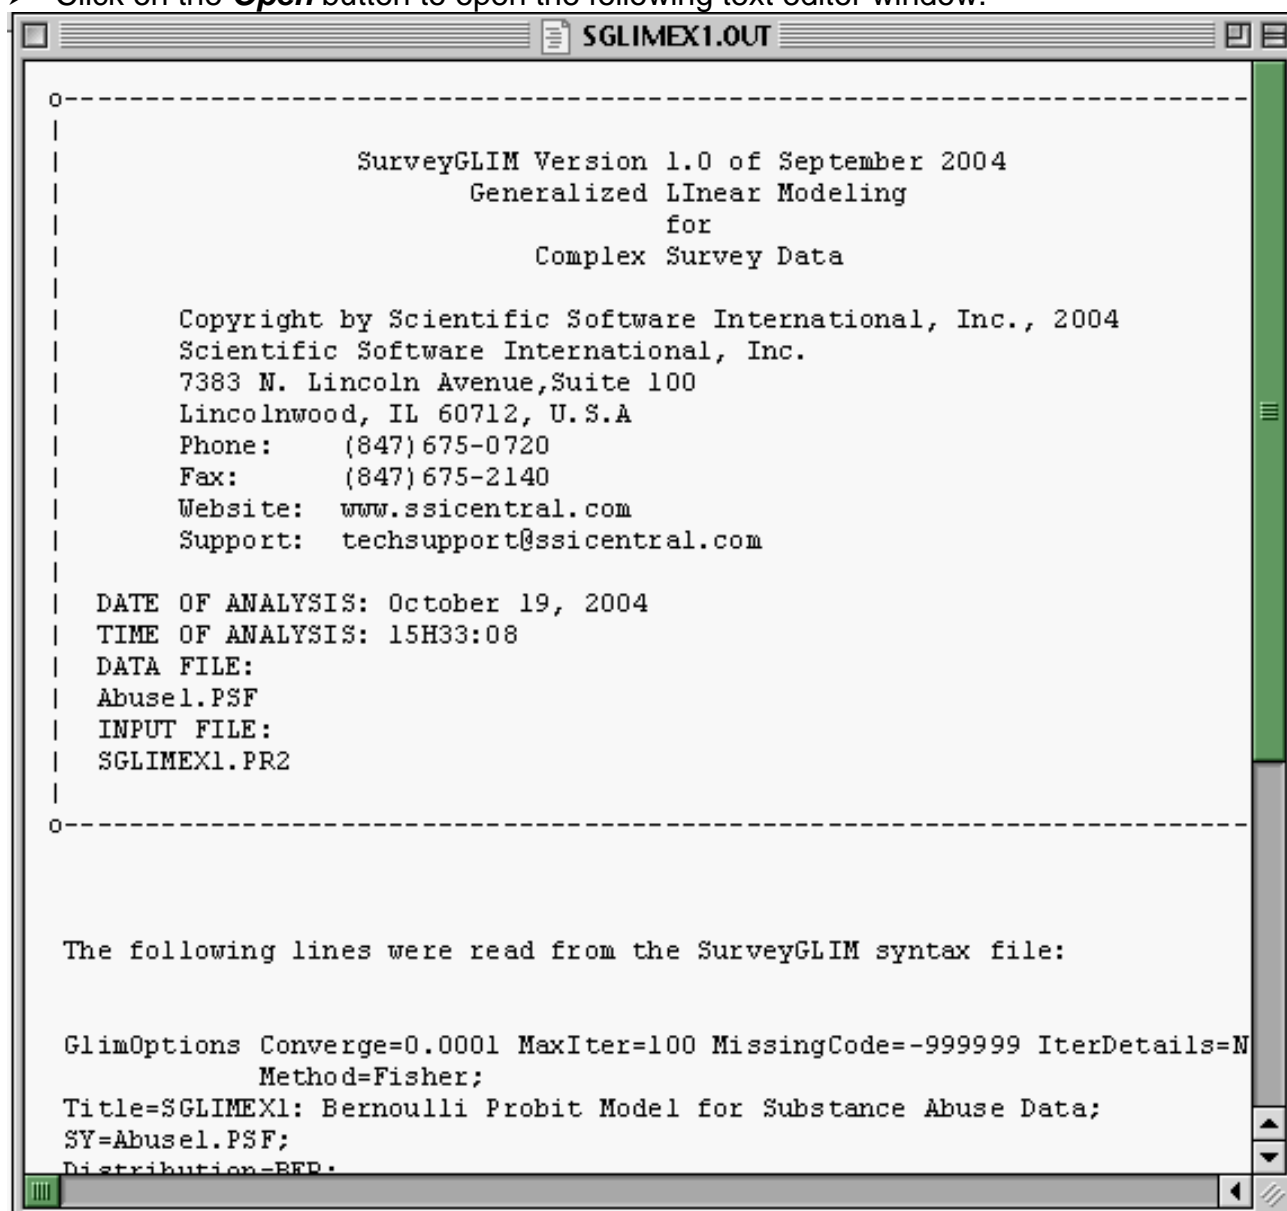 Click on the Open button to open the following text editor window:
SGLIMEX1.OUT
o--------------------------------------------------------------------------
|
| SurveyGLIM Version 1.0 of September 2004
| Generalized LInear Modeling
| for
| Complex Survey Data
|
| Copyright by Scientific Software International, Inc., 2004
| Scientific Software International, Inc.
| 7383 N. Lincoln Avenue,Suite 100
| Lincolnwood, IL 60712, U.S.A
| Phone: (847)675-0720
| Fax: (847)675-2140
| Website: www.ssicentral.com
| Support: techsupport@ssicentral.com
|
| DATE OF ANALYSIS: October 19, 2004
| TIME OF ANALYSIS: 15H33:08
| DATA FILE:
| Abuse1.PSF
| INPUT FILE:
| SGLIMEX1.PR2
|
o--------------------------------------------------------------------------
The following lines were read from the SurveyGLIM syntax file:
GlimOptions Converge=0.0001 MaxIter=100 MissingCode=-999999 IterDetails=N
Method=Fisher;
Title=SGLIMEX1: Bernoulli Probit Model for Substance Abuse Data;
SY=Abuse1.PSF;
Distribution=BER;